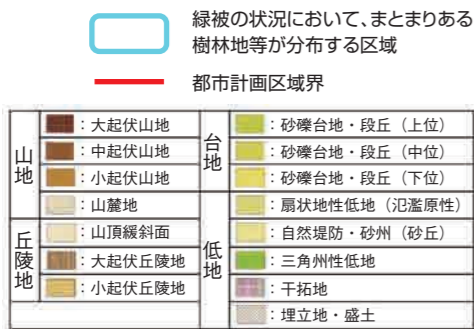 緑被の状況において、まとまりある
樹林地等が分布する区域
都市計画区域界
山地
：大起伏山地
：中起伏山地
：小起伏山地
：山麓地
丘陵地
：山頂緩斜面
：大起伏丘陵地
：小起伏丘陵地
台地
：砂礫台地・段丘（上位）
：砂礫台地・段丘（中位）
：砂礫台地・段丘（下位）
低地
：扇状地性低地（氾濫原性）
：自然堤防・砂州（砂丘）
：三角州性低地
：干拓地
：埋立地・盛土